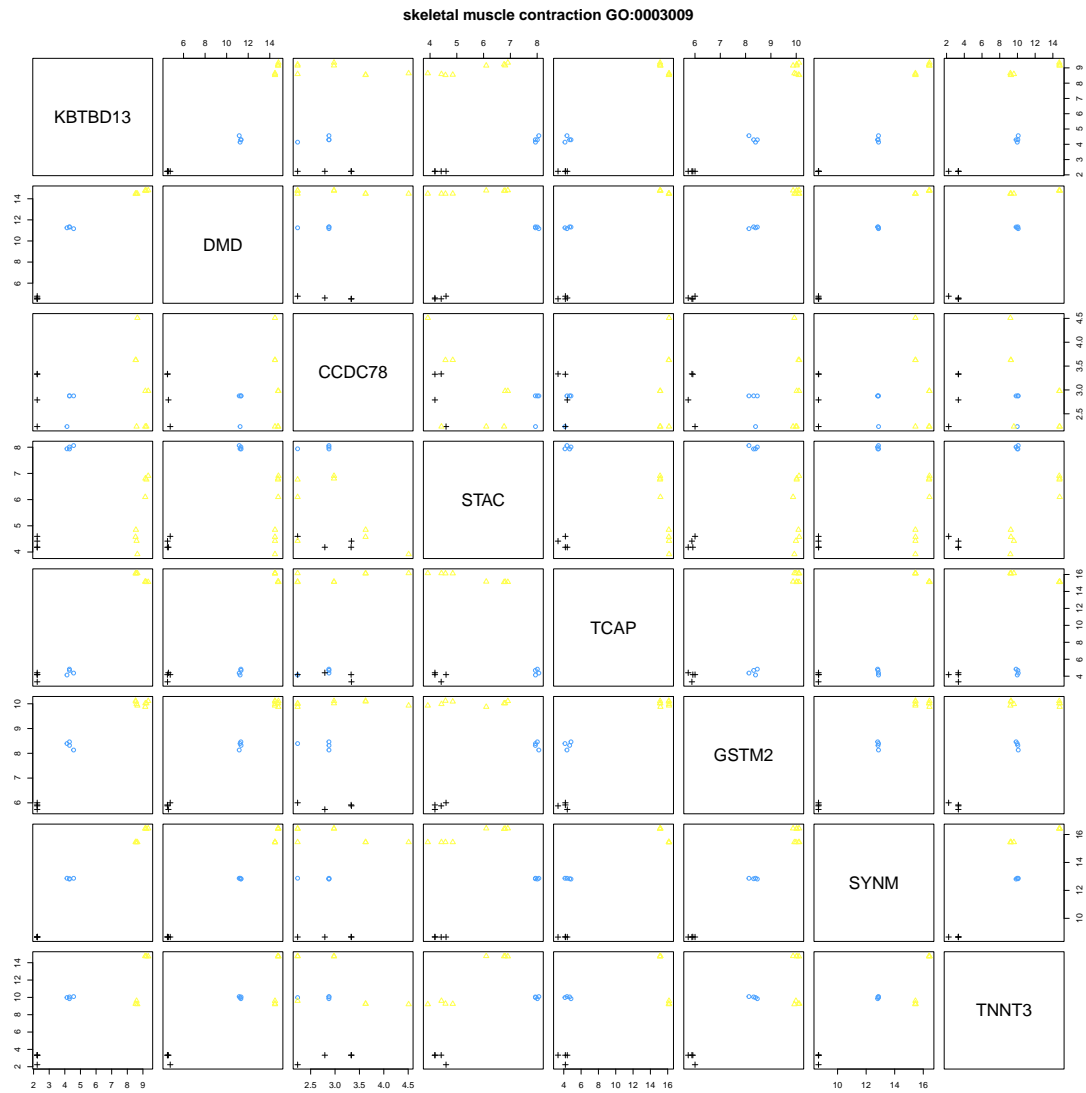 skeletal muscle contraction GO:0003009
6 8 10 12 14
4 5 6 7 8
6 7 8 9 10
2 4 6 8 10 12 14
KBTBD13
2 3 4 5 6 7 8 9
6 8 10 12 14
DMD
CCDC78
2.5 3.0 3.5 4.0 4.5
4 5 6 7 8
STAC
TCAP
4 6 8 10 12 14 16
6 7 8 9 10
GSTM2
SYNM
10 12 14 16
2 4 6 8 10 12 14
TNNT3
2 3 4 5 6 7 8 9
2.5 3.0 3.5 4.0 4.5
4 6 8 10 12 14 16
10 12 14 16